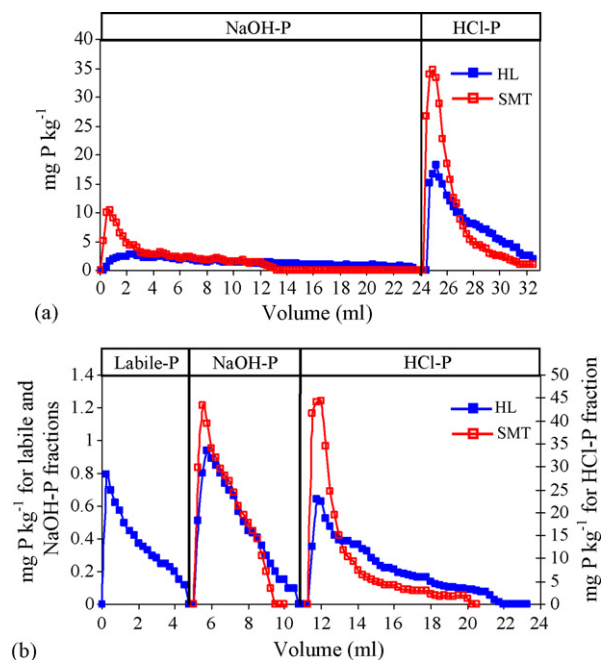 NaOH-P HCl-P
40
35
30
25
20
15
10
5
0
mg P kg-1
HL
SMT
0 2 4 6 8 10 12 14 16 18 20 22 24 26 28 30 32
(a)
Volume (ml)
Labile-P NaOH-P HCl-P
1.4
1.2
1
0.8
0.6
0.4
0.2
0
mg P kg-1 for labile and
NaOH-P fractions
HL
SMT
50
45
40
35
30
25
20
15
10
5
0
mg P kg-1 for HCl-P fraction
0 2 4 6 8 10 12 14 16 18 20 22 24
(b)
Volume (ml)